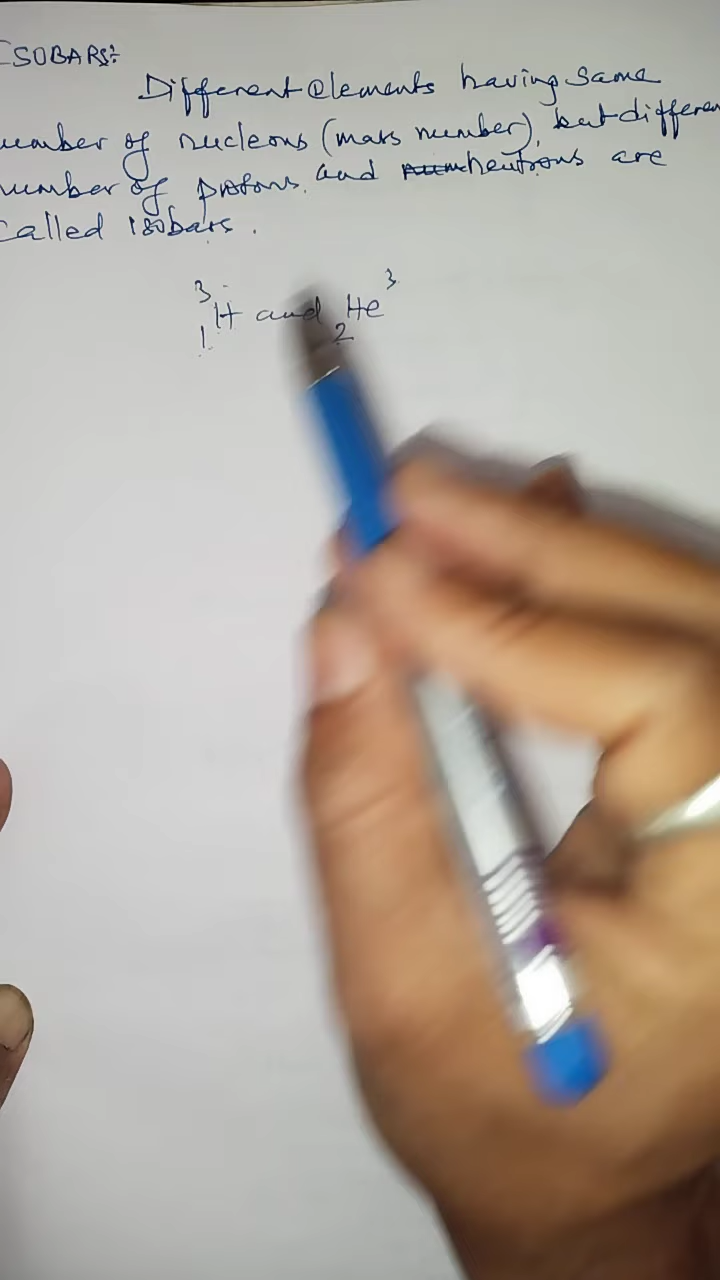 ISOBARS:
Different elements having same
number of nucleons (mass number), but different
number of protons and neutrons are
called isobars.
³₁H and ₂He³